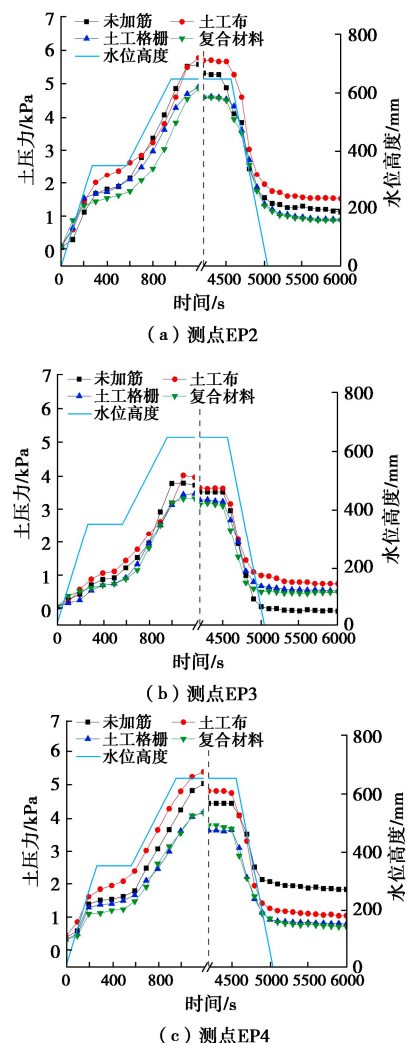 7
6
5
4
3
2
1
0
土压力/kPa
未加筋
土工布
土工格栅
复合材料
水位高度
800
600
400
200
0
水位高度/mm
0
400
800
4500
5000
5500
6000
时间/s
(a) 测点EP2
7
6
5
4
3
2
1
0
土压力/kPa
未加筋
土工布
土工格栅
复合材料
水位高度
800
600
400
200
0
水位高度/mm
0
400
800
4500
5000
5500
6000
时间/s
(b) 测点EP3
7
6
5
4
3
2
1
0
土压力/kPa
未加筋
土工布
土工格栅
复合材料
水位高度
800
600
400
200
0
水位高度/mm
0
400
800
4500
5000
5500
6000
时间/s
(c) 测点EP4